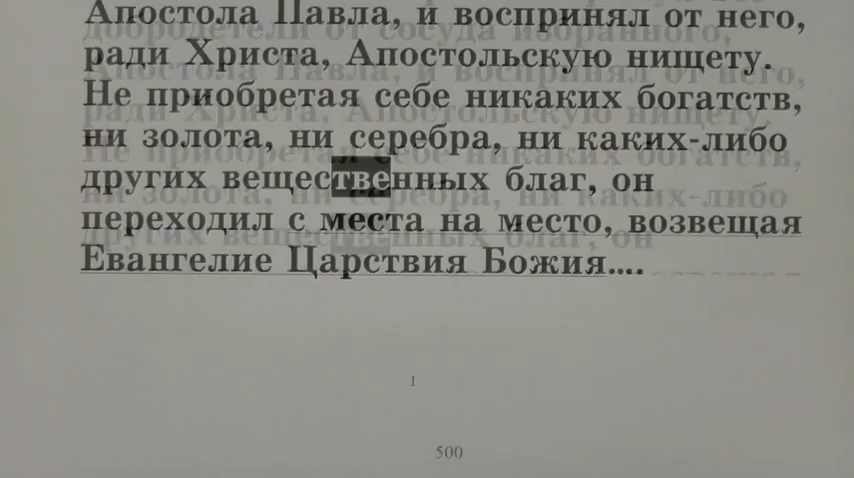 Апостола Павла, и воспринял от него,
ради Христа, Апостольскую нищету.
Не приобретая себе никаких богатств,
ни золота, ни серебра, ни каких-либо
других вещественных благ, он
переходил с места на место, возвещая
Евангелие Царствия Божия....
I
500